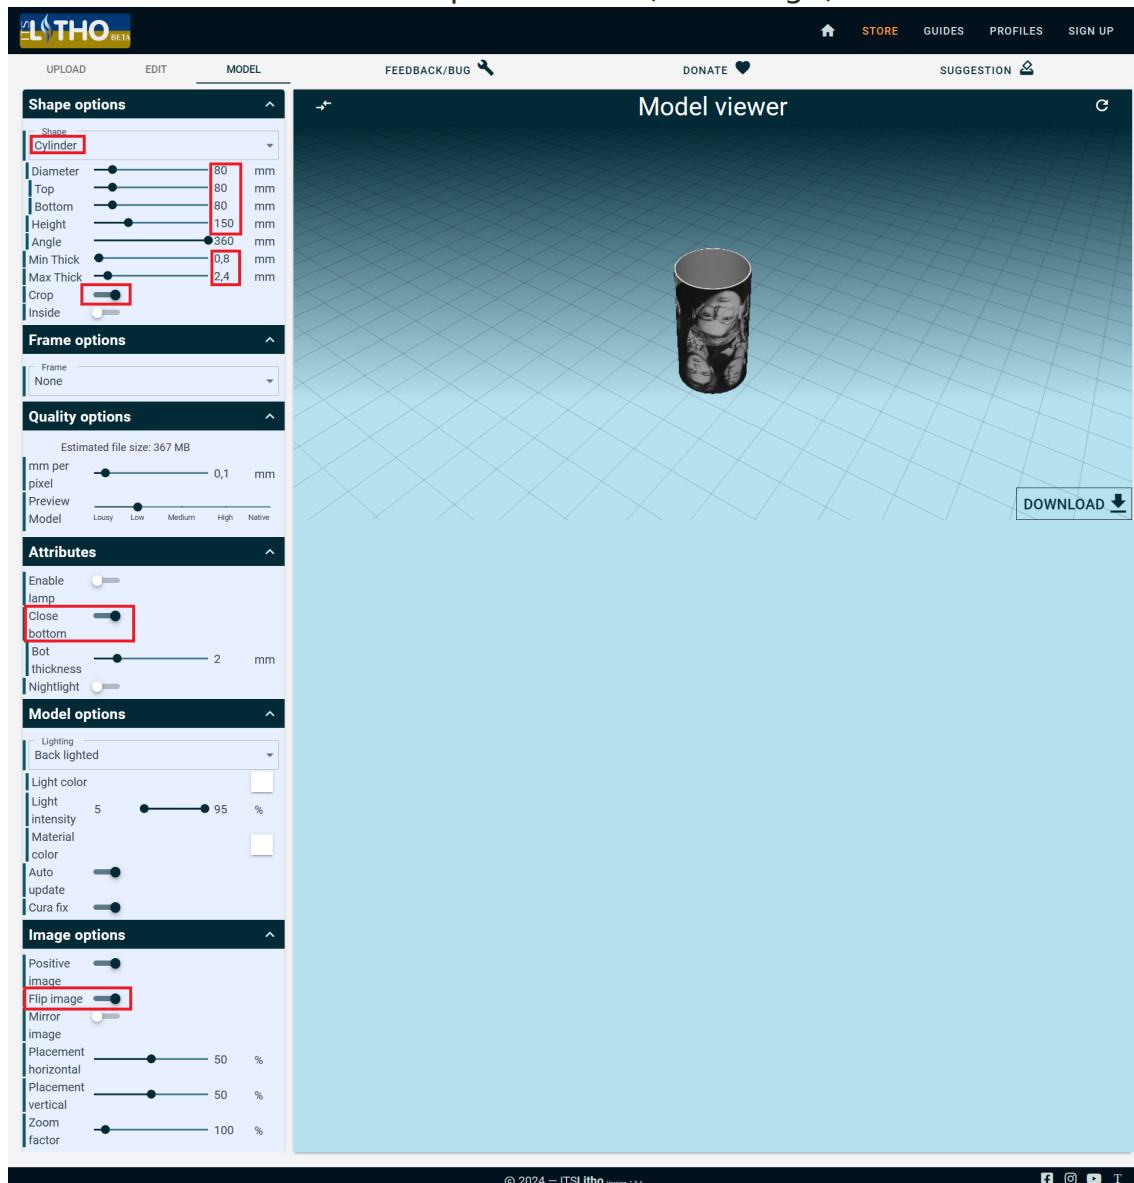 ITS LITHO BETA
STORE GUIDES PROFILES SIGN UP
UPLOAD EDIT MODEL
FEEDBACK/BUG DONATE SUGGESTION
Shape options
Model viewer
Shape
Cylinder
Diameter 80 mm
Top 80 mm
Bottom 80 mm
Height 150 mm
Angle 360 mm
Min Thick 0,8 mm
Max Thick 2,4 mm
Crop
Inside
Frame options
Frame
None
Quality options
Estimated file size: 367 MB
mm per
pixel 0,1 mm
Preview
Model Lousy Low Medium High Native
DOWNLOAD
Attributes
Enable
lamp
Close
bottom
Bot
thickness 2 mm
Nightlight
Model options
Lighting
Back lighted
Light color
Light
intensity 5 95 %
Material
color
Auto
update
Cura fix
Image options
Positive
image
Flip image
Mirror
image
Placement
horizontal 50 %
Placement
vertical 50 %
Zoom
factor 100 %
© 2024 — ITSLitho